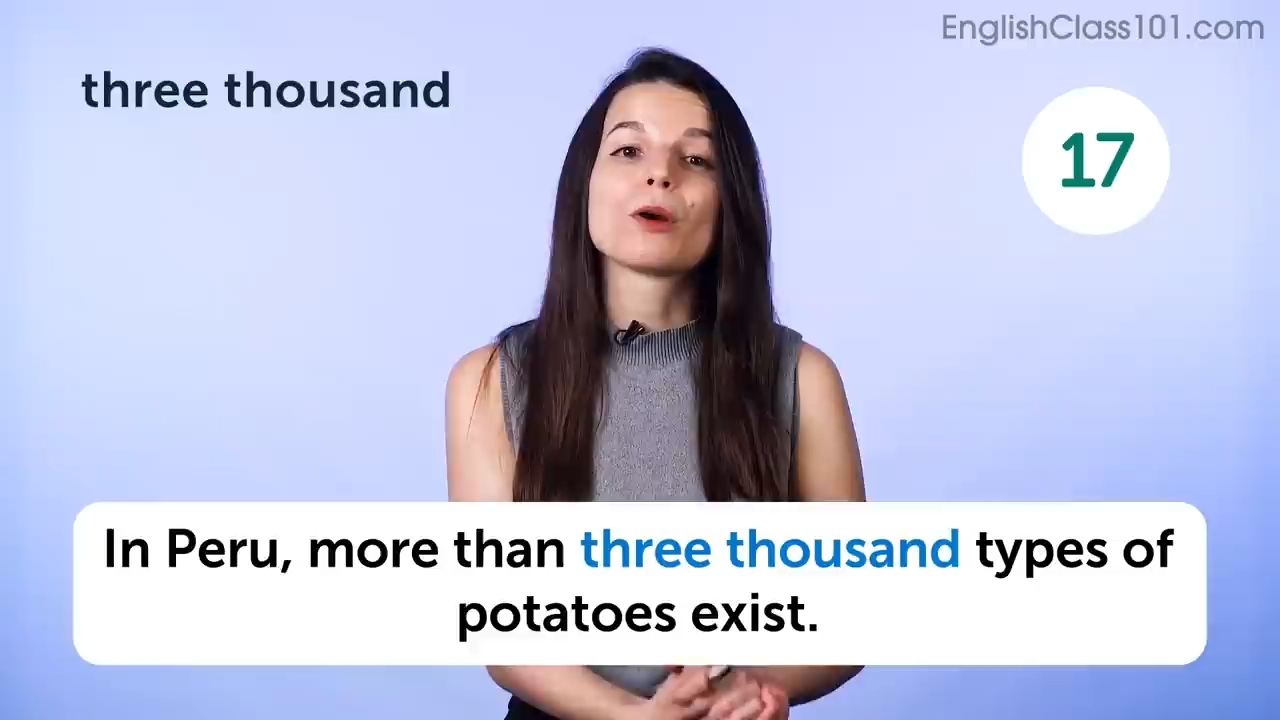 EnglishClass101.com
three thousand
17
In Peru, more than three thousand types of
potatoes exist.